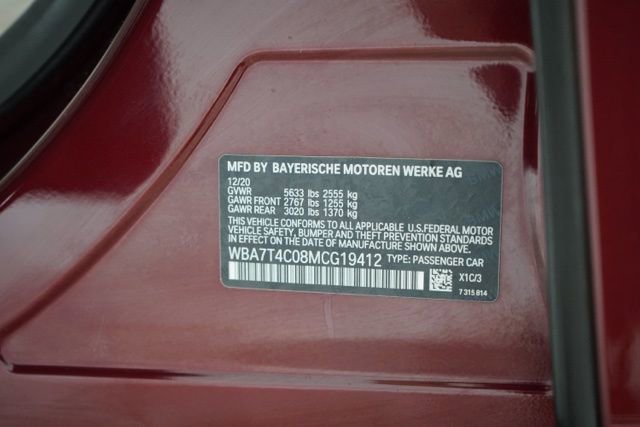 MFD BY BAYERISCHE MOTOREN WERKE AG
12/20
GVWR 5633 lbs 2555 kg
GAWR FRONT 2767 lbs 1255 kg
GAWR REAR 3020 lbs 1370 kg
THIS VEHICLE CONFORMS TO ALL APPLICABLE U.S.FEDERAL MOTOR
VEHICLE SAFETY, BUMPER AND THEFT PREVENTION STANDARDS
IN EFFECT ON THE DATE OF MANUFACTURE SHOWN ABOVE.
WBA7T4C08MCG19412 TYPE: PASSENGER CAR
X1C/3
7 315 814